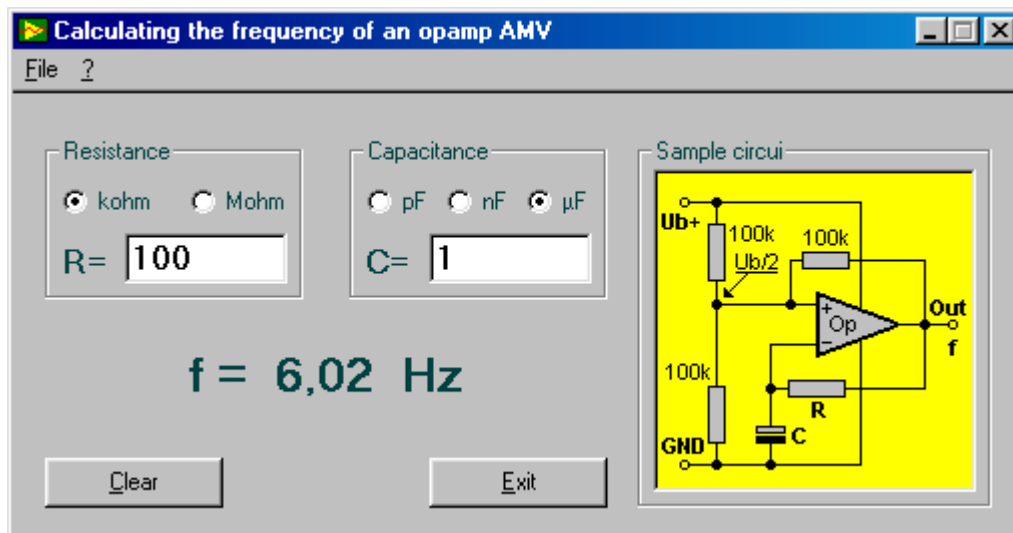 Calculating the frequency of an opamp AMV
File ?
Resistance
kohm Mohm
R= 100
Capacitance
pF nF µF
C= 1
f = 6,02 Hz
Clear
Exit
Sample circui
Ub+
100k
100k
Ub/2
+
Op
−
Out
f
100k
R
C
GND